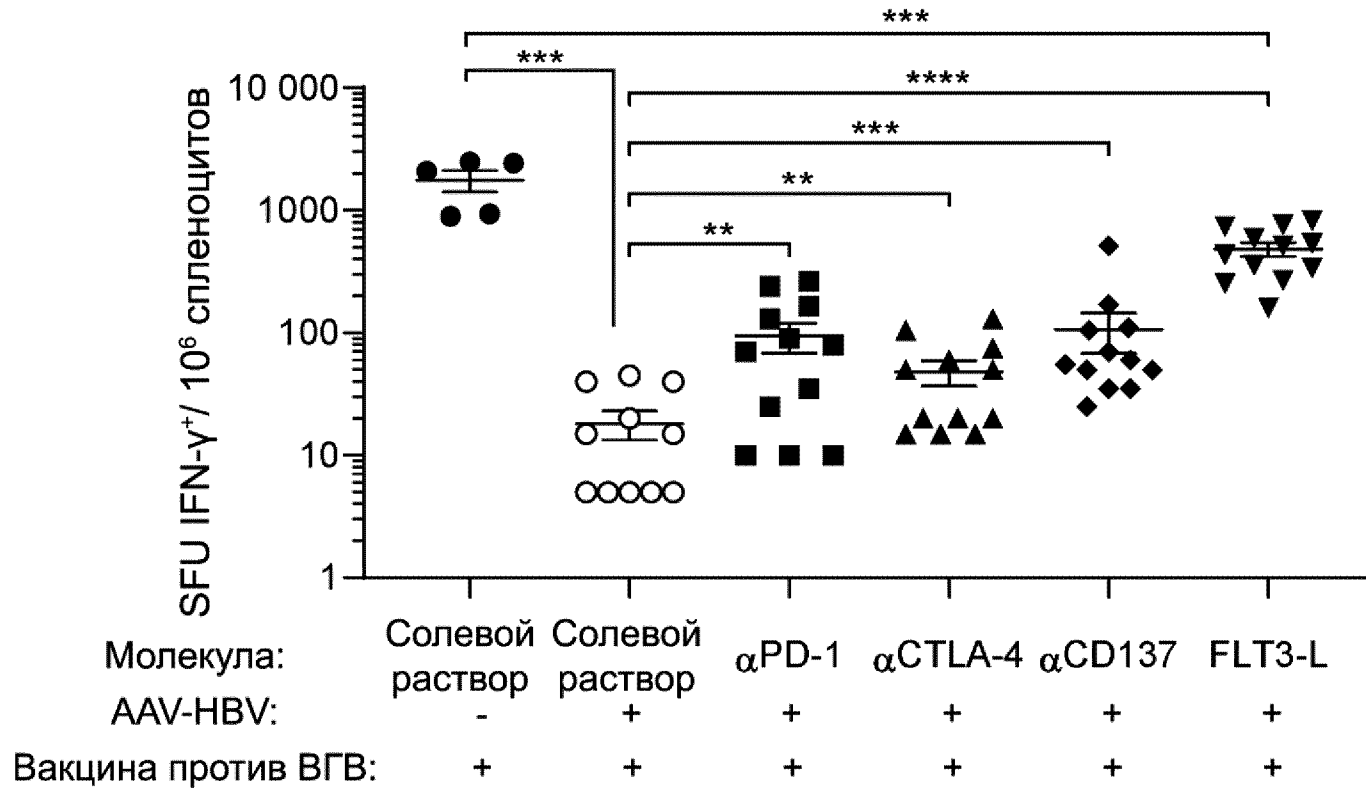 ***
***
****
***
**
**
SFU IFN-γ⁺/ 10⁶ спленоцитов
10 000
1000
100
10
1
Молекула: Солевой раствор Солевой раствор αPD-1 αCTLA-4 αCD137 FLT3-L
AAV-HBV: - + + + + +
Вакцина против ВГВ: + + + + + +